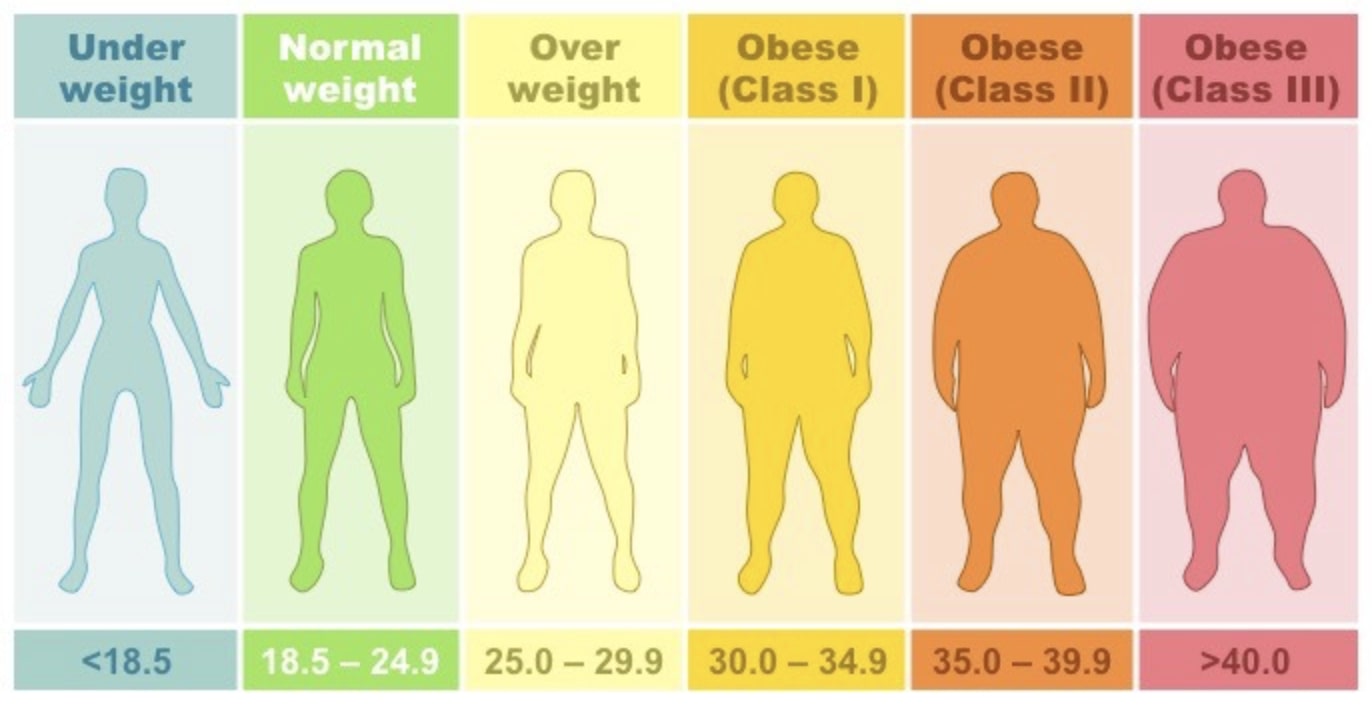 Under
weight
Normal
weight
Over
weight
Obese
(Class I)
Obese
(Class II)
Obese
(Class III)
<18.5
18.5 – 24.9
25.0 – 29.9
30.0 – 34.9
35.0 – 39.9
>40.0